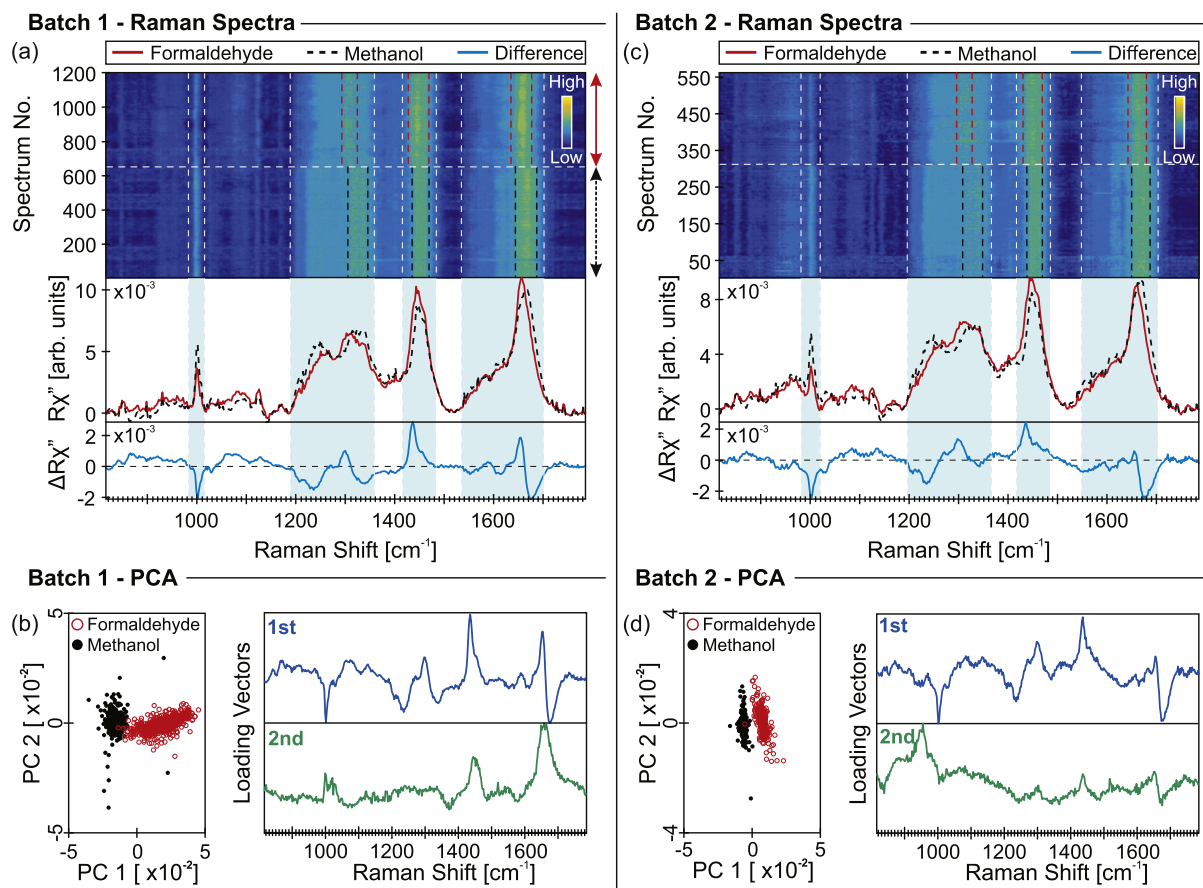 Batch 1 - Raman Spectra
(a)
Formaldehyde Methanol Difference
Spectrum No.
1200
1000
800
600
400
200
High
Low
Rχ” [arb. units]
x10-3
10
5
0
ΔRχ”
x10-3
2
0
-2
1000 1200 1400 1600
Raman Shift [cm-1]
Batch 2 - Raman Spectra
(c)
Formaldehyde Methanol Difference
Spectrum No.
550
450
350
250
150
50
High
Low
Rχ” [arb. units]
x10-3
8
4
0
ΔRχ”
x10-3
2
0
-2
1000 1200 1400 1600
Raman Shift [cm-1]
Batch 1 - PCA
(b)
Formaldehyde
Methanol
PC 2 [ x10-2]
5
0
-5
-5 0 5
PC 1 [ x10-2]
Loading Vectors
1st
2nd
1000 1200 1400 1600
Raman Shift [cm-1]
Batch 2 - PCA
(d)
Formaldehyde
Methanol
PC 2 [ x10-2]
4
0
-4
-5 0 5
PC 1 [ x10-2]
Loading Vectors
1st
2nd
1000 1200 1400 1600
Raman Shift [cm-1]